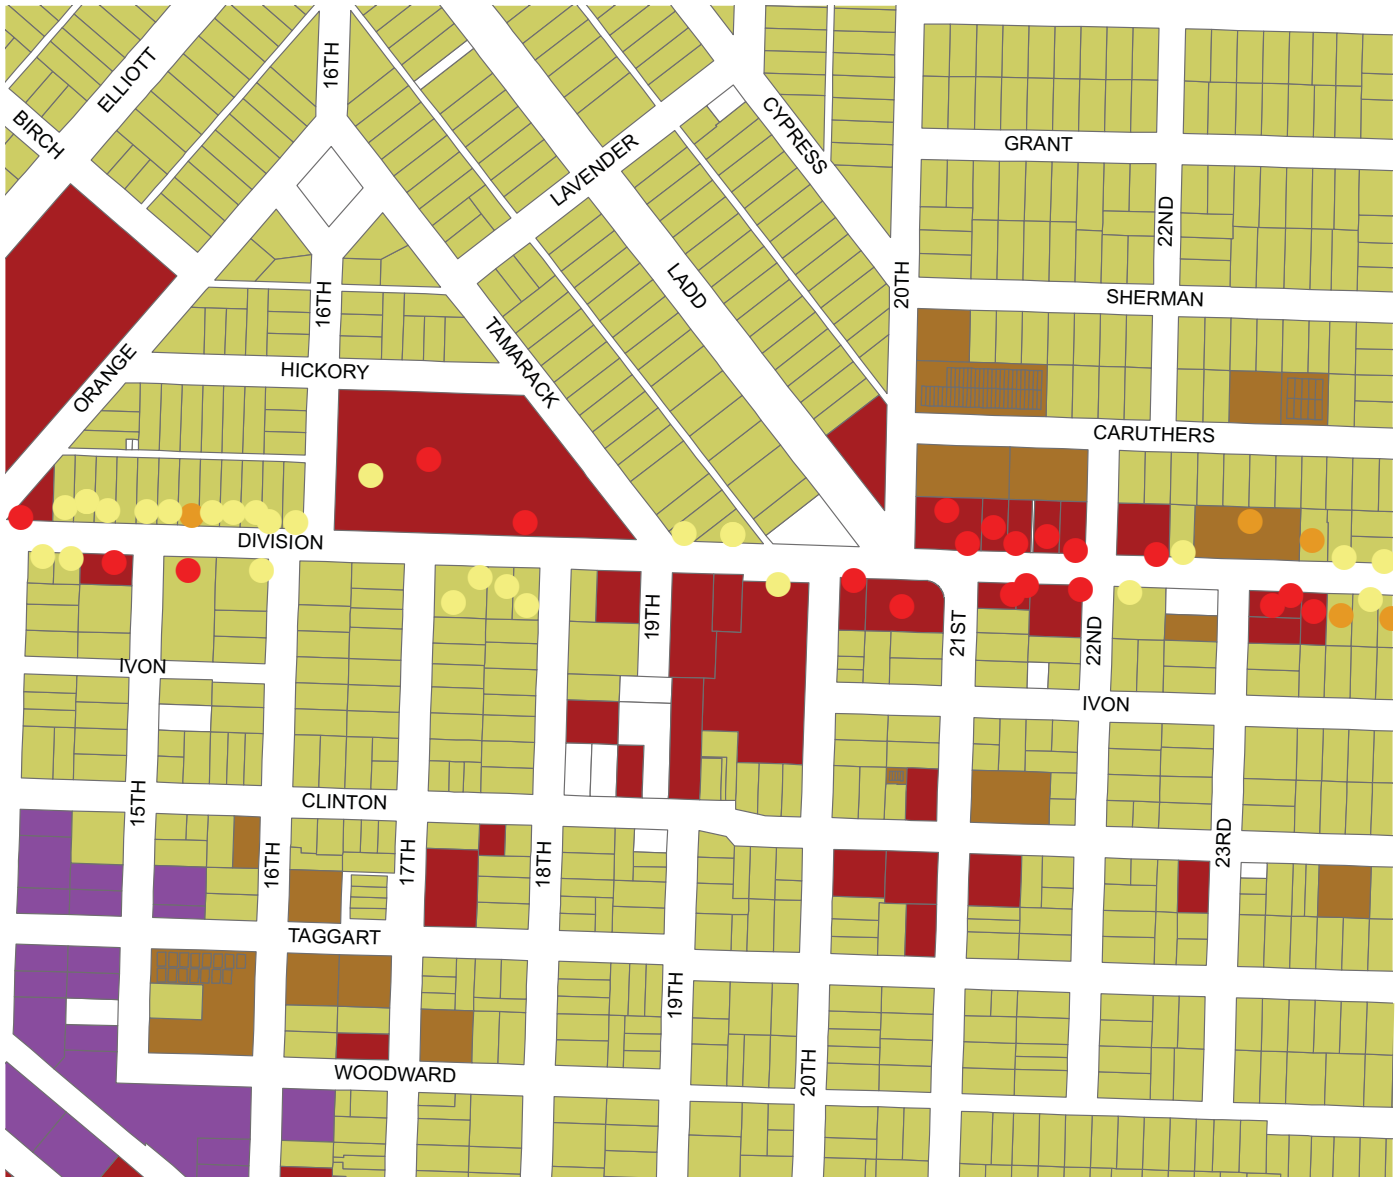 16TH
ELLIOTT
BIRCH
CYPRESS
GRANT
LAVENDER
22ND
LADD
20TH
16TH
SHERMAN
TAMARACK
HICKORY
ORANGE
CARUTHERS
DIVISION
19TH
21ST
22ND
IVON
IVON
15TH
CLINTON
23RD
16TH
17TH
18TH
TAGGART
19TH
20TH
WOODWARD